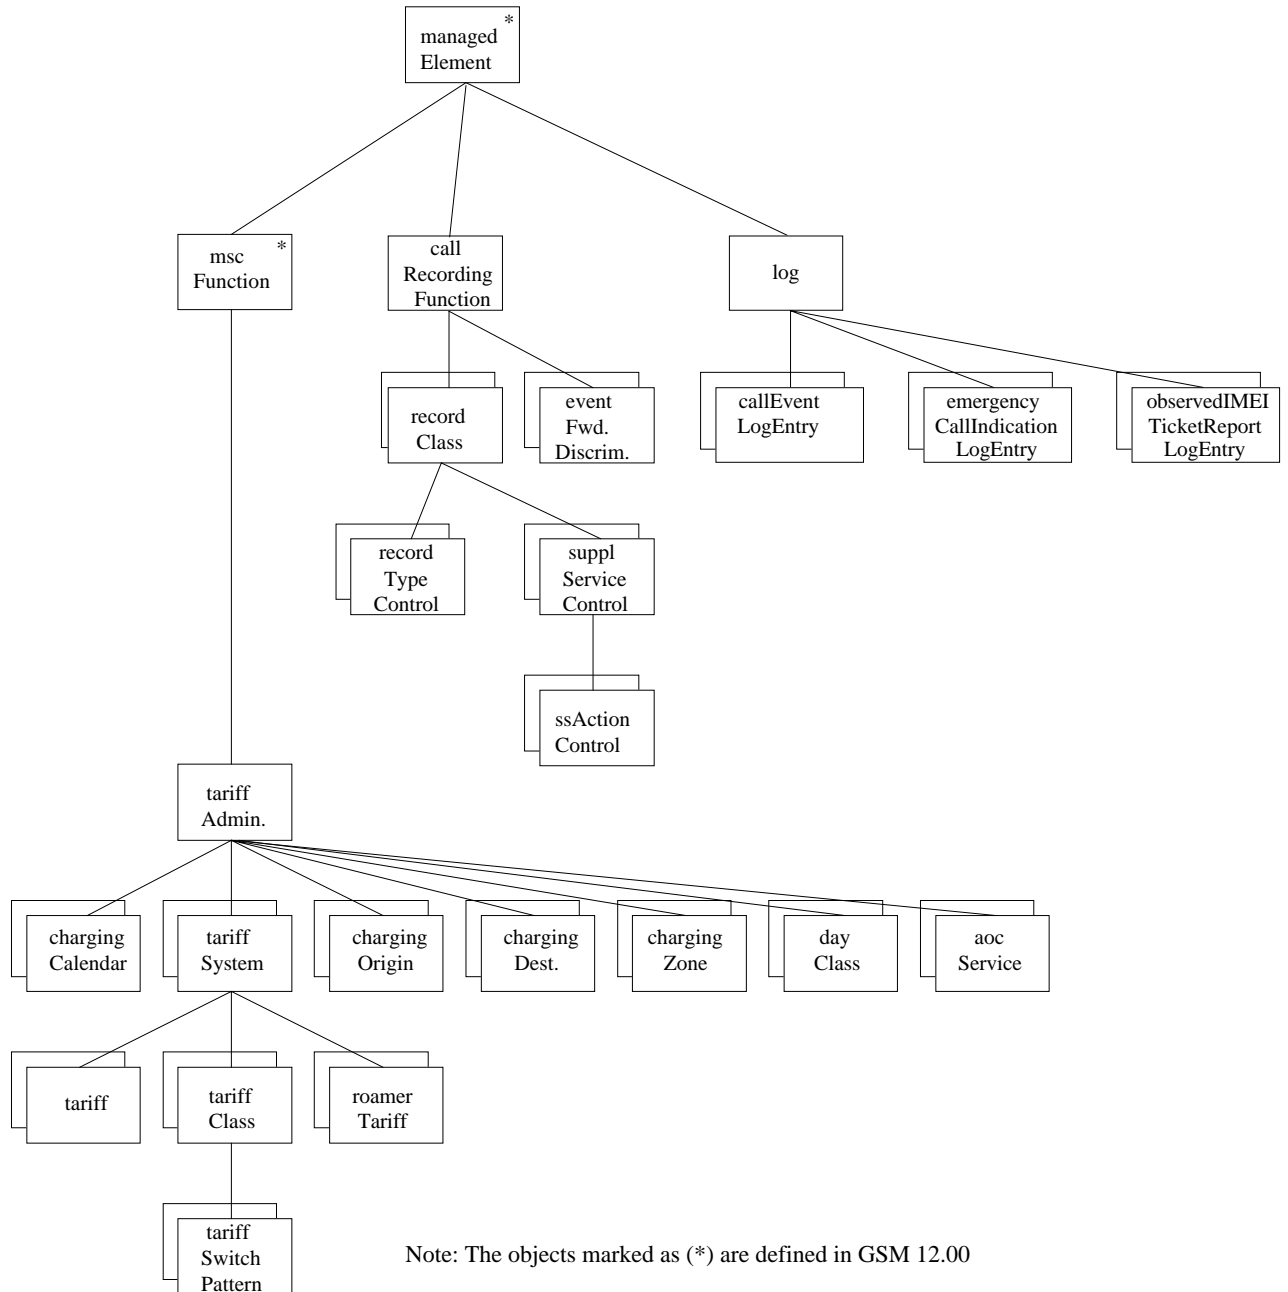 *
managed
Element
*
msc
Function
call
Recording
Function
log
record
Class
event
Fwd.
Discrim.
callEvent
LogEntry
emergency
CallIndication
LogEntry
observedIMEI
TicketReport
LogEntry
record
Type
Control
suppl
Service
Control
ssAction
Control
tariff
Admin.
charging
Calendar
tariff
System
charging
Origin
charging
Dest.
charging
Zone
day
Class
aoc
Service
tariff
tariff
Class
roamer
Tariff
tariff
Switch
Pattern
Note: The objects marked as (*) are defined in GSM 12.00